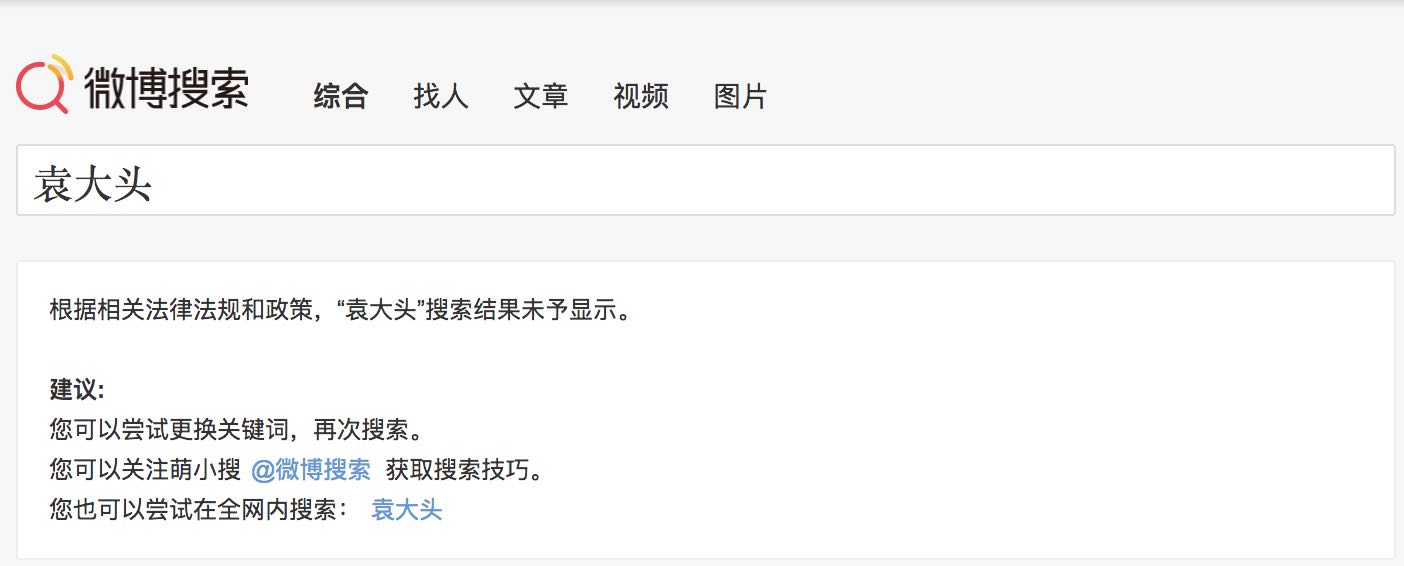 微博搜索 综合 找人 文章 视频 图片
袁大头
根据相关法律法规和政策，“袁大头”搜索结果未予显示。
建议:
您可以尝试更换关键词，再次搜索。
您可以关注萌小搜 @微博搜索 获取搜索技巧。
您也可以尝试在全网内搜索： 袁大头